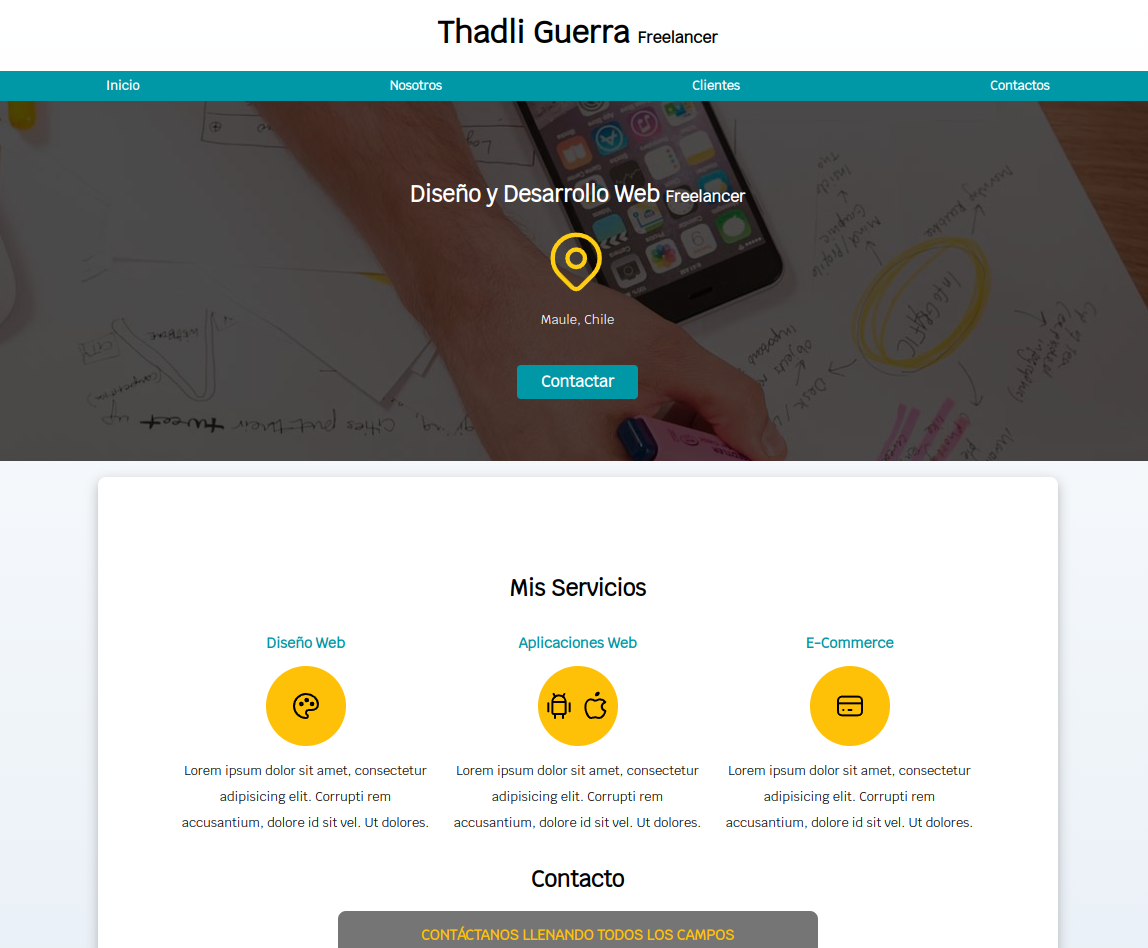 Thadli Guerra Freelancer
Inicio Nosotros Clientes Contactos
Diseño y Desarrollo Web Freelancer
Maule, Chile
Contactar
Mis Servicios
Diseño Web
Lorem ipsum dolor sit amet, consectetur
adipisicing elit. Corrupti rem
accusantium, dolore id sit vel. Ut dolores.
Aplicaciones Web
Lorem ipsum dolor sit amet, consectetur
adipisicing elit. Corrupti rem
accusantium, dolore id sit vel. Ut dolores.
E-Commerce
Lorem ipsum dolor sit amet, consectetur
adipisicing elit. Corrupti rem
accusantium, dolore id sit vel. Ut dolores.
Contacto
CONTÁCTANOS LLENANDO TODOS LOS CAMPOS